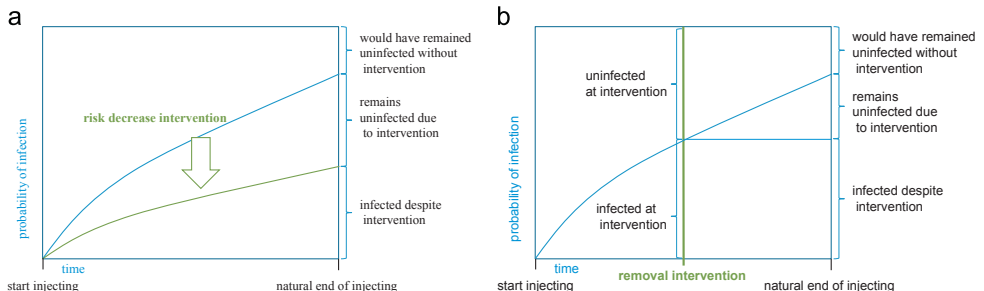 a
would have remained
uninfected without
intervention
risk decrease intervention
remains
uninfected due
to intervention
infected despite
intervention
probability of infection
time
start injecting
natural end of injecting
b
would have remained
uninfected without
intervention
uninfected
at intervention
remains
uninfected due
to intervention
infected at
intervention
infected despite
intervention
probability of infection
time
removal intervention
start injecting
natural end of injecting